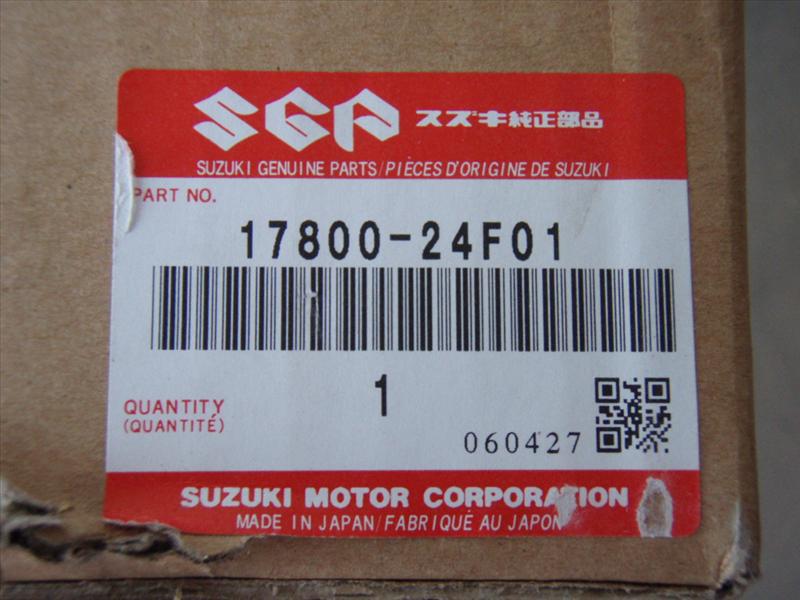 SGP スズキ純正部品
SUZUKI GENUINE PARTS/PIÈCES D'ORIGINE DE SUZUKI
PART NO.
17800-24F01
1
QUANTITY
(QUANTITÉ)
060427
SUZUKI MOTOR CORPORATION
MADE IN JAPAN/FABRIQUÉ AU JAPON